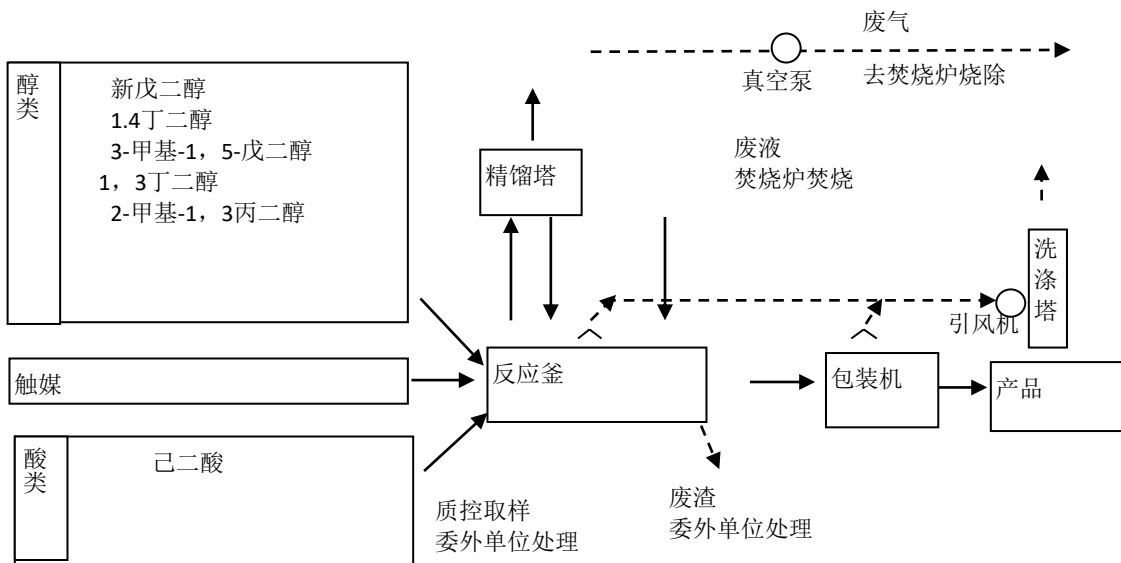 废气
真空泵
去焚烧炉烧除
醇
类
新戊二醇
1.4丁二醇
3-甲基-1，5-戊二醇
1，3丁二醇
2-甲基-1，3丙二醇
精馏塔
废液
焚烧炉焚烧
洗
涤
塔
引风机
触媒
反应釜
包装机
产品
酸
类
己二酸
质控取样
委外单位处理
废渣
委外单位处理